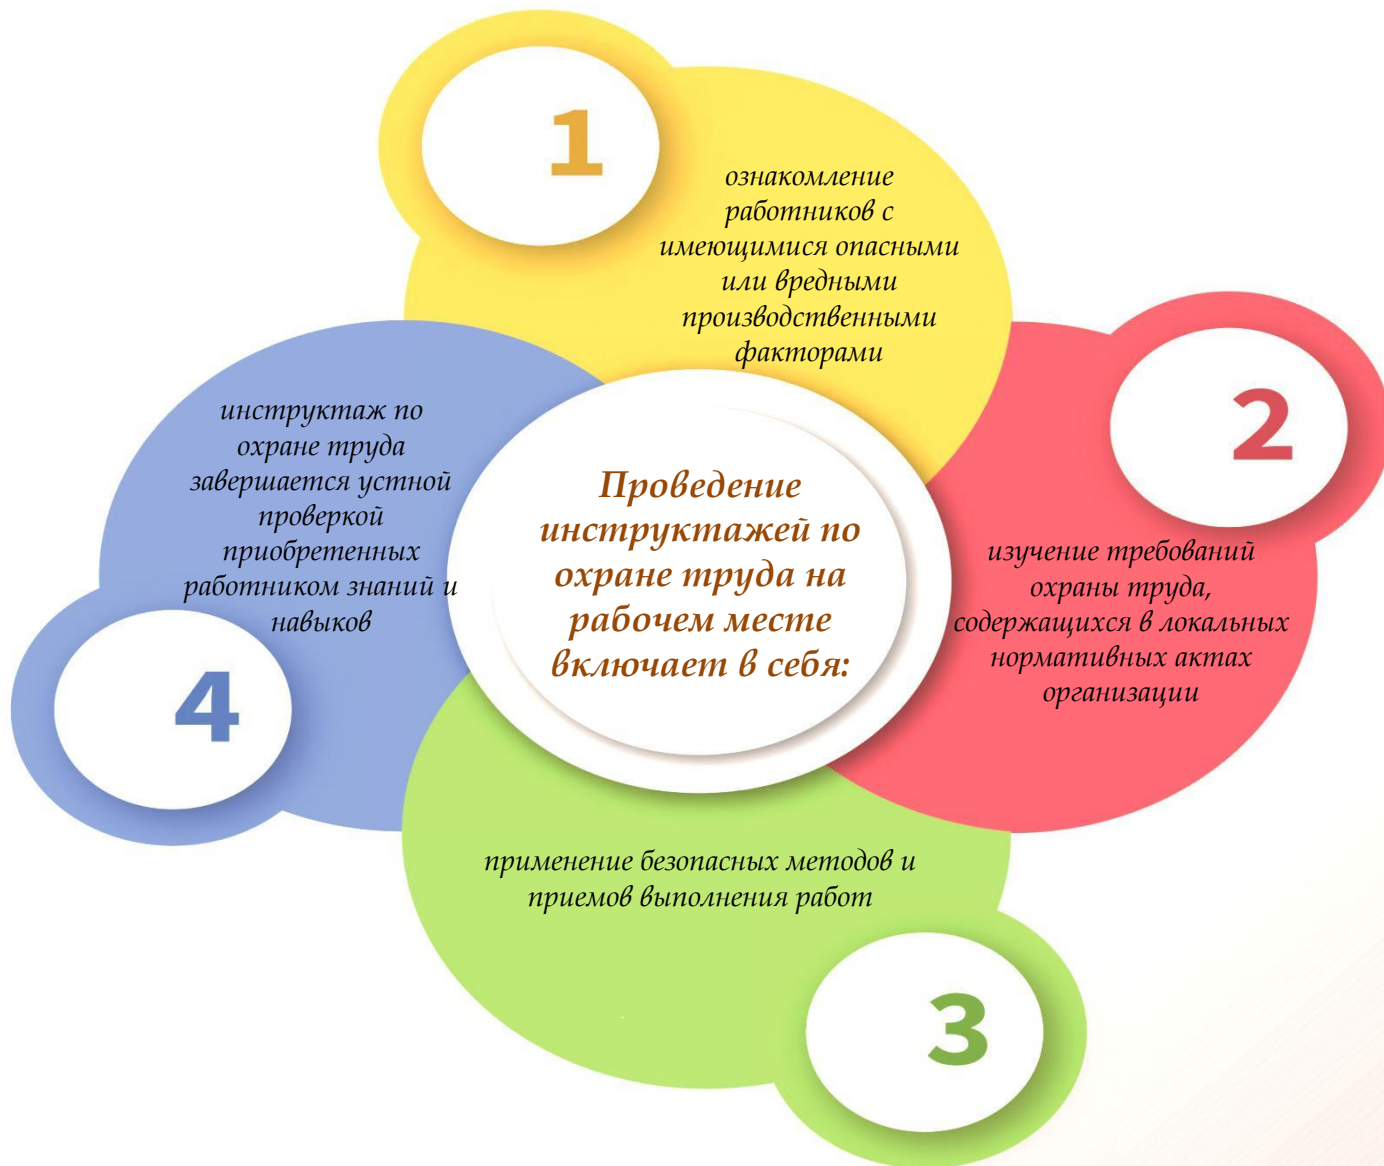 Проведение
инструктажей по
охране труда на
рабочем месте
включает в себя:
1
ознакомление
работников с
имеющимися опасными
или вредными
производственными
факторами
2
изучение требований
охраны труда,
содержащихся в локальных
нормативных актах
организации
3
применение безопасных методов и
приемов выполнения работ
4
инструктаж по
охране труда
завершается устной
проверкой
приобретенных
работником знаний и
навыков